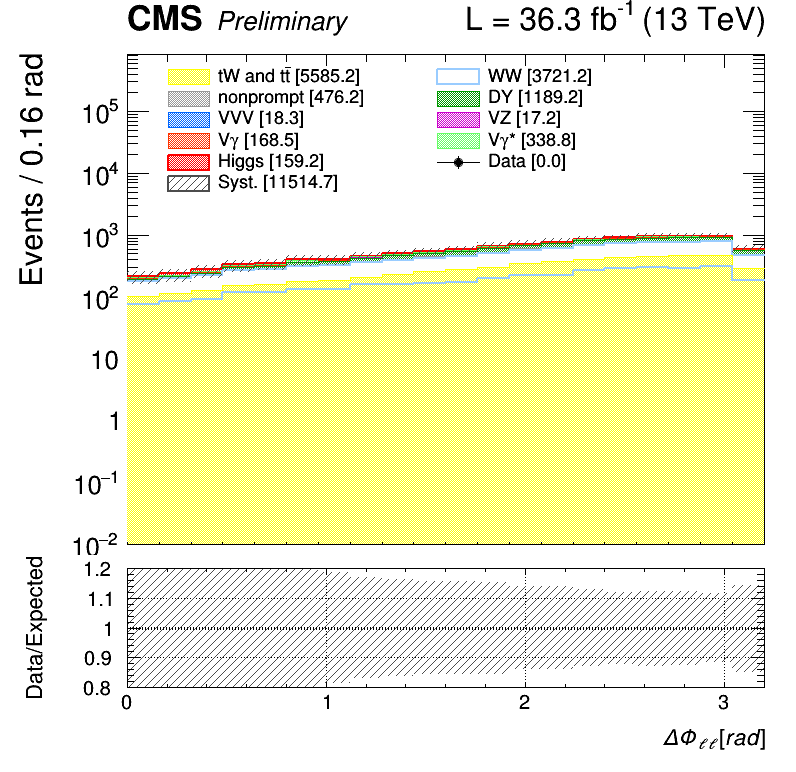 CMS Preliminary L = 36.3 fb⁻¹ (13 TeV)
Events / 0.16 rad
tW and tt̄ [5585.2] WW [3721.2]
nonprompt [476.2] DY [1189.2]
VVV [18.3] VZ [17.2]
Vγ [168.5] Vγ* [338.8]
Higgs [159.2] Data [0.0]
Syst. [11514.7]
10⁵
10⁴
10³
10²
10
1
10⁻¹
10⁻²
Data/Expected
1.2
1.1
1
0.9
0.8
0 1 2 3
ΔΦℓℓ[rad]